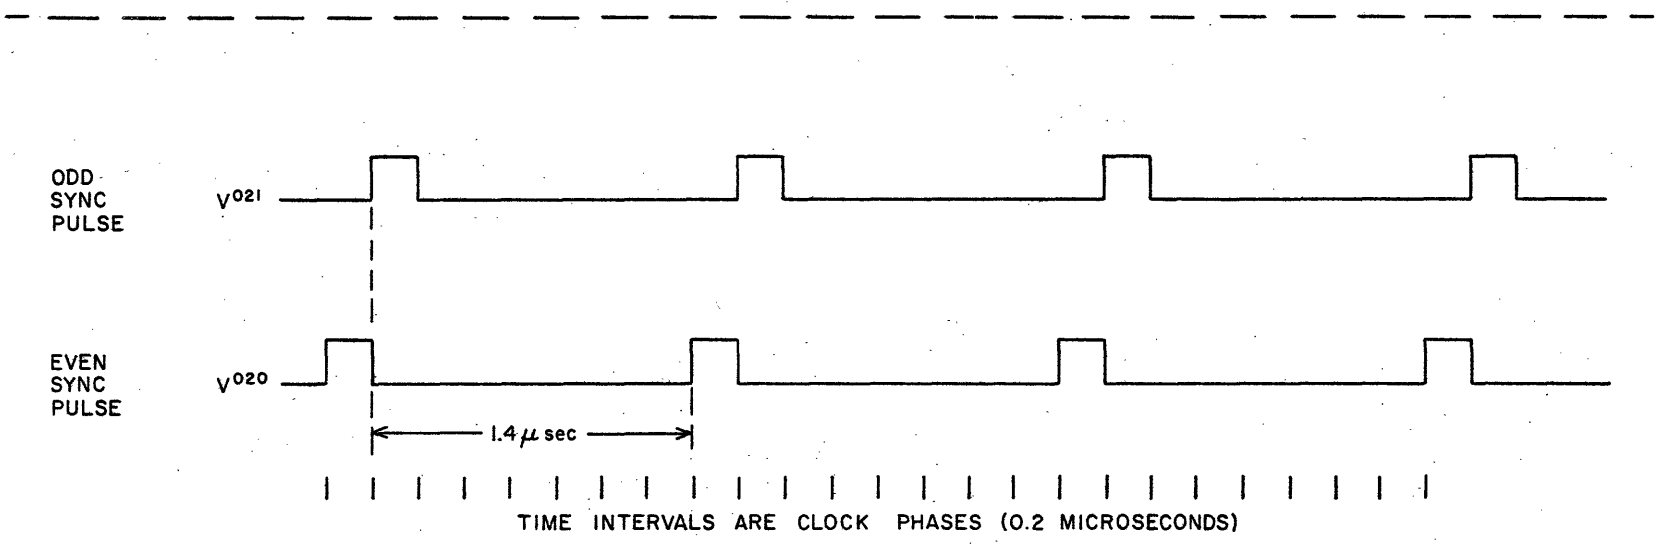 ODD
SYNC
PULSE
V021
EVEN
SYNC
PULSE
V020
1.4 μ sec
TIME INTERVALS ARE CLOCK PHASES (0.2 MICROSECONDS)